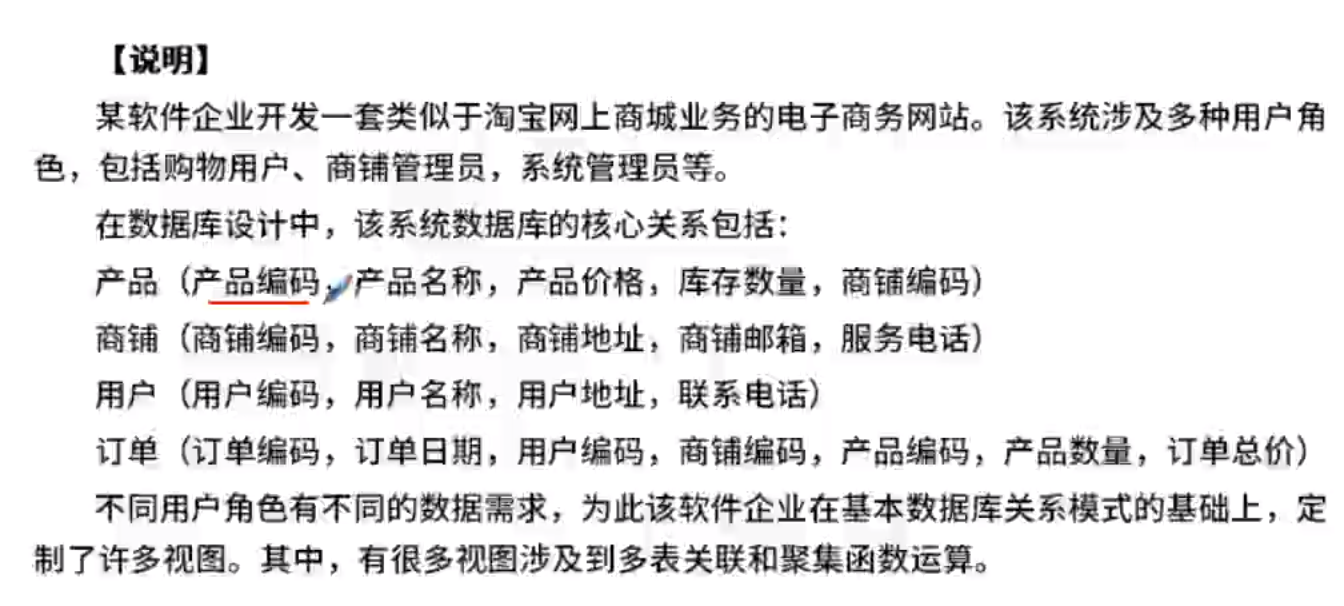 【说明】
某软件企业开发一套类似于淘宝网上商城业务的电子商务网站。该系统涉及多种用户角
色，包括购物用户、商铺管理员，系统管理员等。
在数据库设计中，该系统数据库的核心关系包括：
产品（产品编码，产品名称，产品价格，库存数量，商铺编码）
商铺（商铺编码，商铺名称，商铺地址，商铺邮箱，服务电话）
用户（用户编码，用户名称，用户地址，联系电话）
订单（订单编码，订单日期，用户编码，商铺编码，产品编码，产品数量，订单总价）
不同用户角色有不同的数据需求，为此该软件企业在基本数据库关系模式的基础上，定
制了许多视图。其中，有很多视图涉及到多表关联和聚集函数运算。